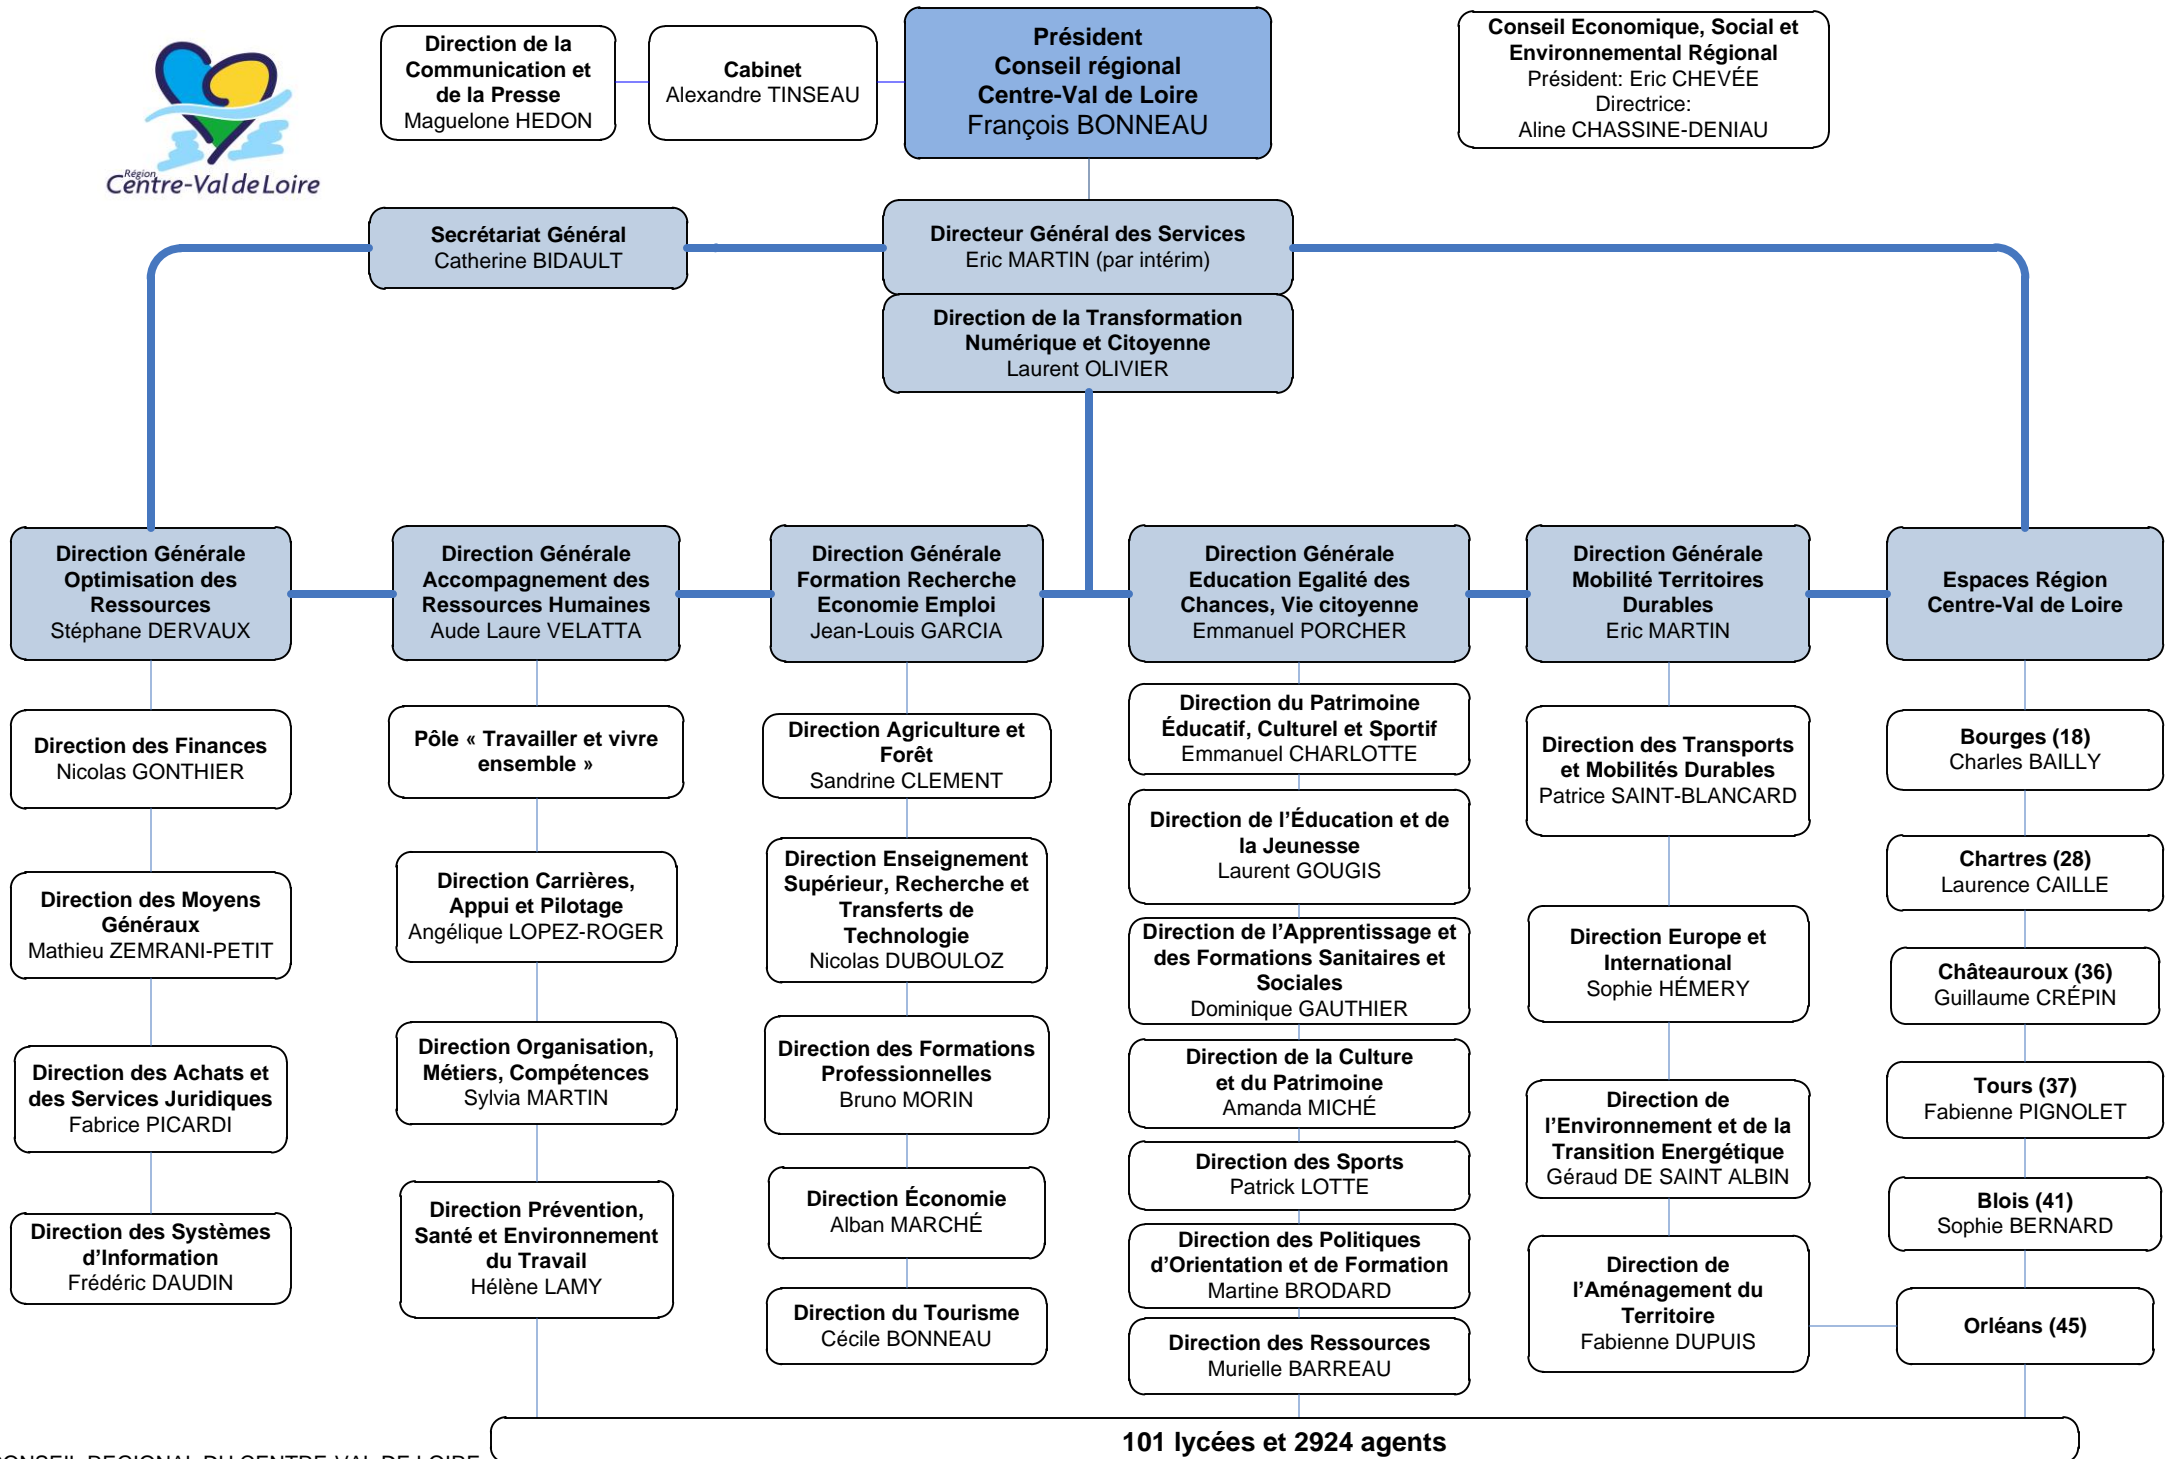 Région
Centre-Val de Loire
Direction de la
Communication et
de la Presse
Maguelone HEDON
Cabinet
Alexandre TINSEAU
Président
Conseil régional
Centre-Val de Loire
François BONNEAU
Conseil Economique, Social et
Environnemental Régional
Président: Eric CHEVÉE
Directrice:
Aline CHASSINE-DENIAU
Secrétariat Général
Catherine BIDAULT
Directeur Général des Services
Eric MARTIN (par intérim)
Direction de la Transformation
Numérique et Citoyenne
Laurent OLIVIER
Direction Générale
Optimisation des
Ressources
Stéphane DERVAUX
Direction Générale
Accompagnement des
Ressources Humaines
Aude Laure VELATTA
Direction Générale
Formation Recherche
Economie Emploi
Jean-Louis GARCIA
Direction Générale
Education Egalité des
Chances, Vie citoyenne
Emmanuel PORCHER
Direction Générale
Mobilité Territoires
Durables
Eric MARTIN
Espaces Région
Centre-Val de Loire
Direction des Finances
Nicolas GONTHIER
Direction des Moyens
Généraux
Mathieu ZEMRANI-PETIT
Direction des Achats et
des Services Juridiques
Fabrice PICARDI
Direction des Systèmes
d’Information
Frédéric DAUDIN
Pôle « Travailler et vivre
ensemble »
Direction Carrières,
Appui et Pilotage
Angélique LOPEZ-ROGER
Direction Organisation,
Métiers, Compétences
Sylvia MARTIN
Direction Prévention,
Santé et Environnement
du Travail
Hélène LAMY
Direction Agriculture et
Forêt
Sandrine CLEMENT
Direction Enseignement
Supérieur, Recherche et
Transferts de
Technologie
Nicolas DUBOULOZ
Direction des Formations
Professionnelles
Bruno MORIN
Direction Économie
Alban MARCHÉ
Direction du Tourisme
Cécile BONNEAU
Direction du Patrimoine
Éducatif, Culturel et Sportif
Emmanuel CHARLOTTE
Direction de l’Éducation et de
la Jeunesse
Laurent GOUGIS
Direction de l’Apprentissage et
des Formations Sanitaires et
Sociales
Dominique GAUTHIER
Direction de la Culture
et du Patrimoine
Amanda MICHÉ
Direction des Sports
Patrick LOTTE
Direction des Politiques
d’Orientation et de Formation
Martine BRODARD
Direction des Ressources
Murielle BARREAU
Direction des Transports
et Mobilités Durables
Patrice SAINT-BLANCARD
Direction Europe et
International
Sophie HÉMERY
Direction de
l’Environnement et de la
Transition Energétique
Géraud DE SAINT ALBIN
Direction de
l’Aménagement du
Territoire
Fabienne DUPUIS
Bourges (18)
Charles BAILLY
Chartres (28)
Laurence CAILLE
Châteauroux (36)
Guillaume CRÉPIN
Tours (37)
Fabienne PIGNOLET
Blois (41)
Sophie BERNARD
Orléans (45)
101 lycées et 2924 agents
REGIONAL DU CENTRE-VAL DE LOIRE